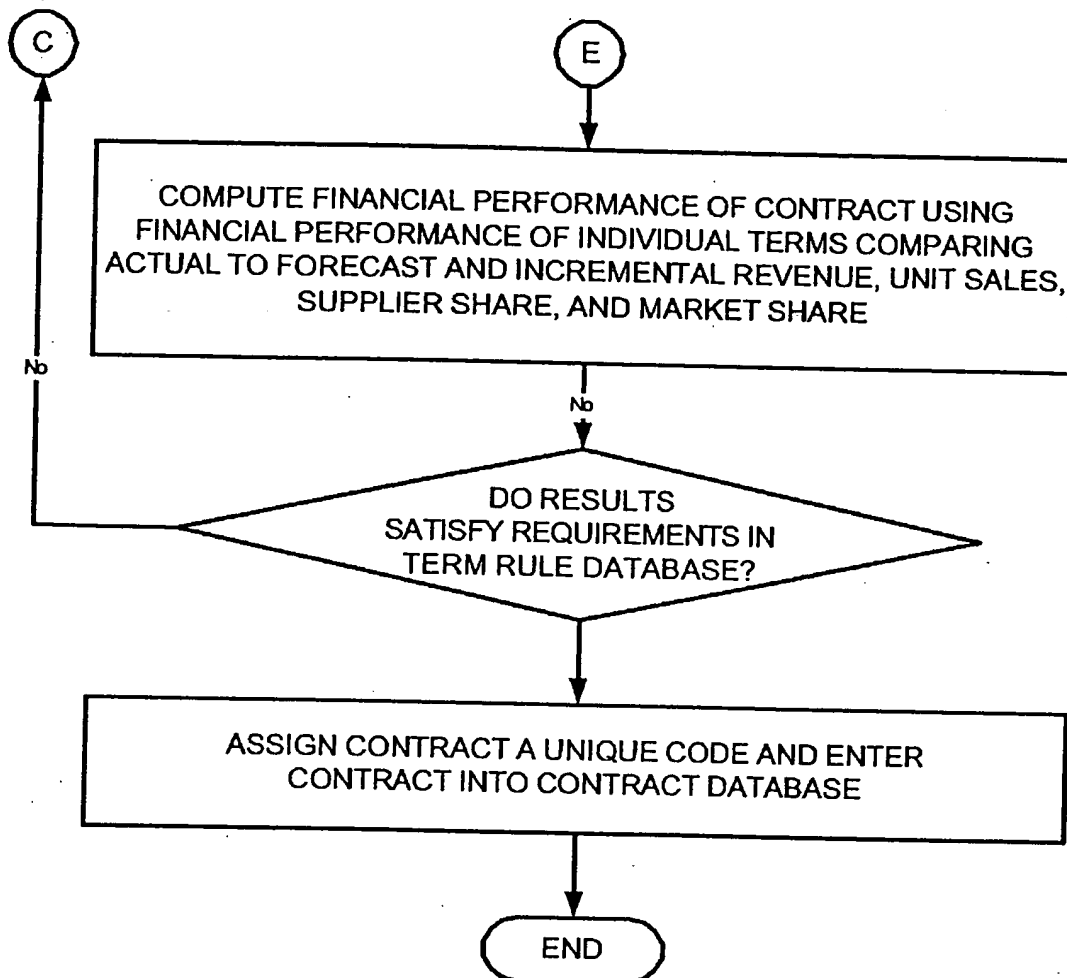 C
E
COMPUTE FINANCIAL PERFORMANCE OF CONTRACT USING
FINANCIAL PERFORMANCE OF INDIVIDUAL TERMS COMPARING
ACTUAL TO FORECAST AND INCREMENTAL REVENUE, UNIT SALES,
SUPPLIER SHARE, AND MARKET SHARE
No
No
DO RESULTS
SATISFY REQUIREMENTS IN
TERM RULE DATABASE?
ASSIGN CONTRACT A UNIQUE CODE AND ENTER
CONTRACT INTO CONTRACT DATABASE
END